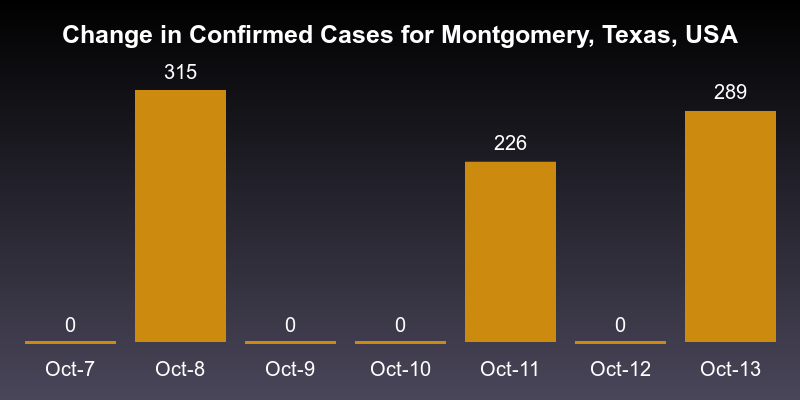 Change in Confirmed Cases for Montgomery, Texas, USA
315
289
226
0
0
0
0
Oct-7
Oct-8
Oct-9
Oct-10
Oct-11
Oct-12
Oct-13